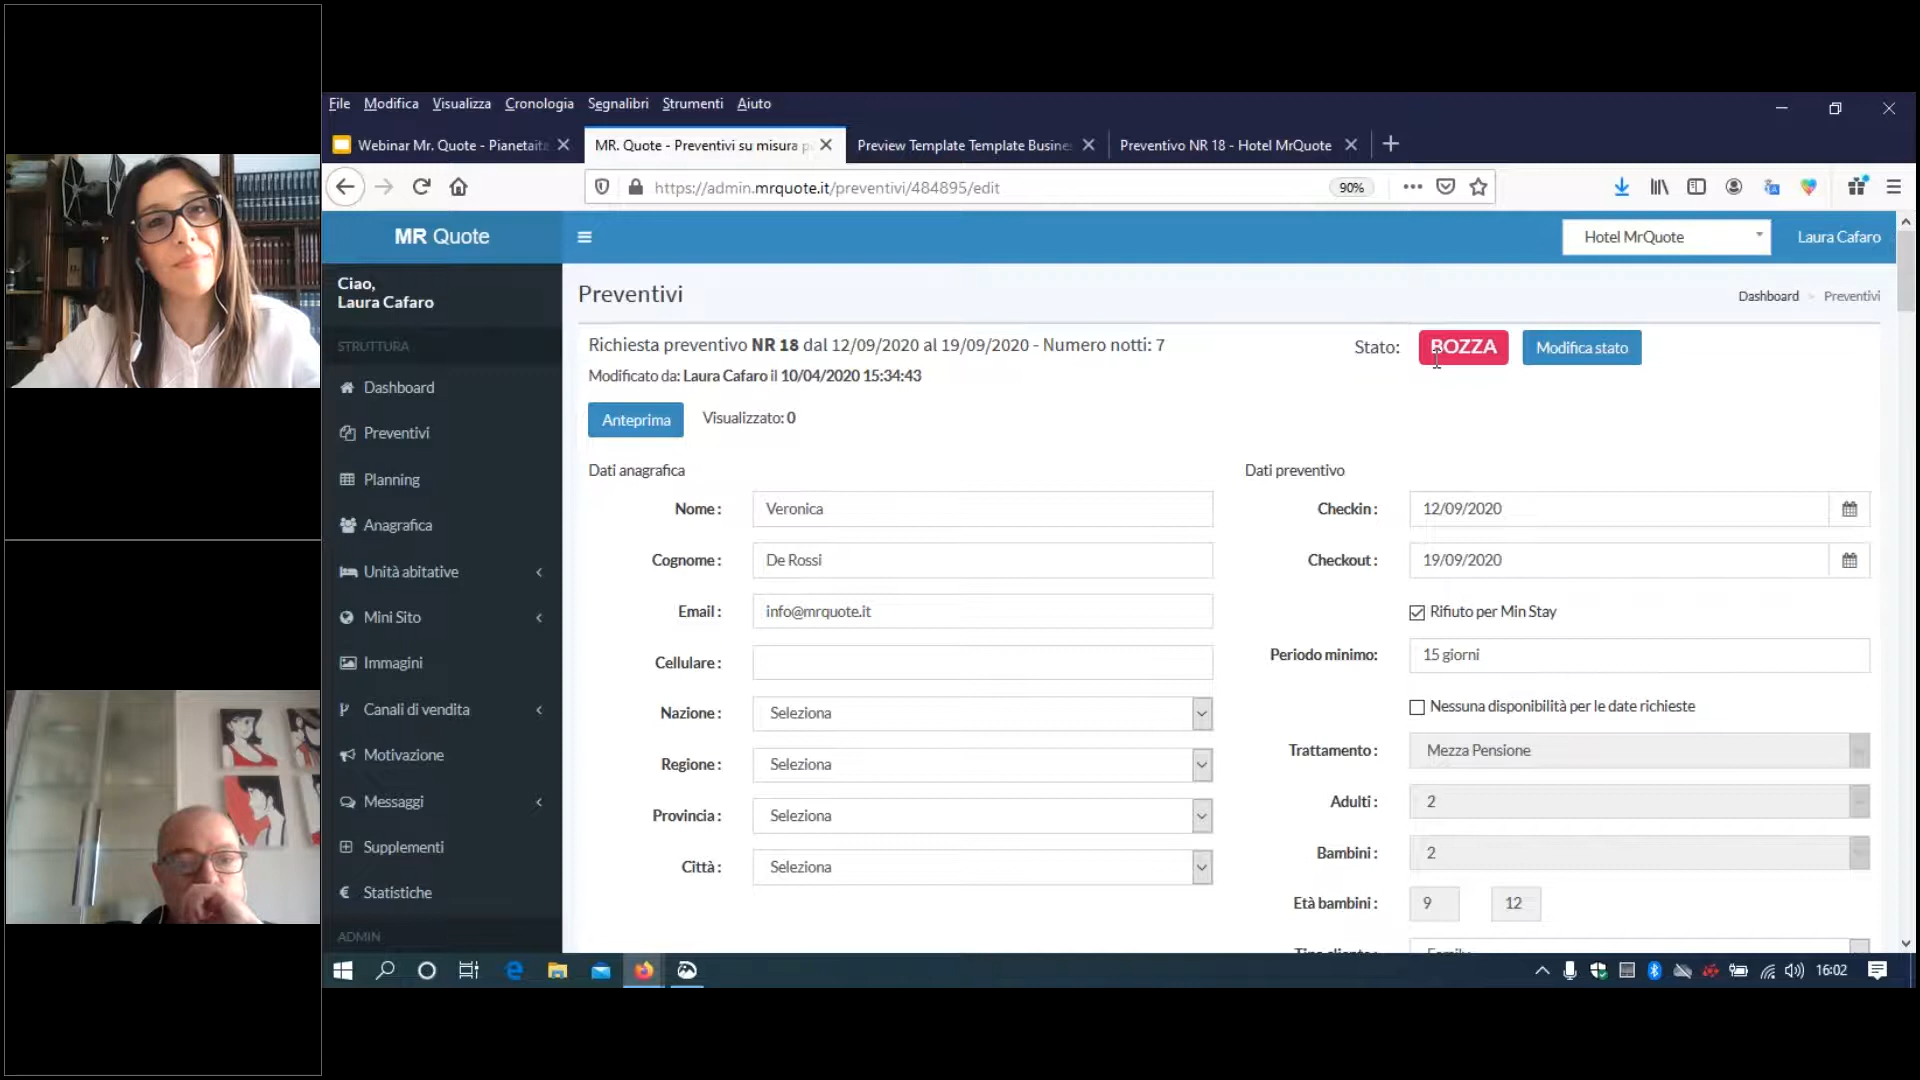 File Modifica Visualizza Cronologia Segnalibri Strumenti Aiuto
Webinar Mr. Quote - Pianetaita
MR. Quote - Preventivi su misura p
Preview Template Template Busine
Preventivo NR 18 - Hotel MrQuote
https://admin.mrquote.it/preventivi/484895/edit
90%
MR Quote
Hotel MrQuote
Laura Cafaro
Ciao,
Laura Cafaro
STRUTTURA
Dashboard
Preventivi
Planning
Anagrafica
Unità abitative
Mini Sito
Immagini
Canali di vendita
Motivazione
Messaggi
Supplementi
Statistiche
ADMIN
Preventivi
Dashboard > Preventivi
Richiesta preventivo NR 18 dal 12/09/2020 al 19/09/2020 - Numero notti: 7
Stato: BOZZA Modifica stato
Modificato da: Laura Cafaro il 10/04/2020 15:34:43
Anteprima Visualizzato: 0
Dati anagrafica
Nome : Veronica
Cognome : De Rossi
Email : info@mrquote.it
Cellulare :
Nazione : Seleziona
Regione : Seleziona
Provincia : Seleziona
Città : Seleziona
Dati preventivo
Checkin : 12/09/2020
Checkout : 19/09/2020
Rifiuto per Min Stay
Periodo minimo: 15 giorni
Nessuna disponibilità per le date richieste
Trattamento : Mezza Pensione
Adulti : 2
Bambini : 2
Età bambini : 9 12
Tipo cliente : Family
16:02